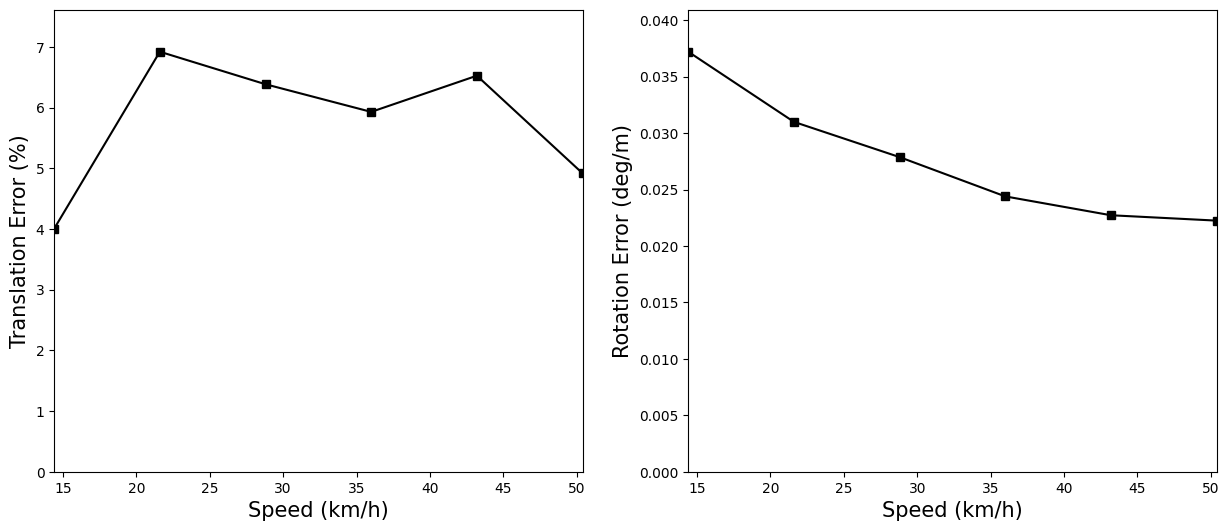 Translation Error (%)
7
6
5
4
3
2
1
0
15 20 25 30 35 40 45 50
Speed (km/h)
Rotation Error (deg/m)
0.040
0.035
0.030
0.025
0.020
0.015
0.010
0.005
0.000
15 20 25 30 35 40 45 50
Speed (km/h)